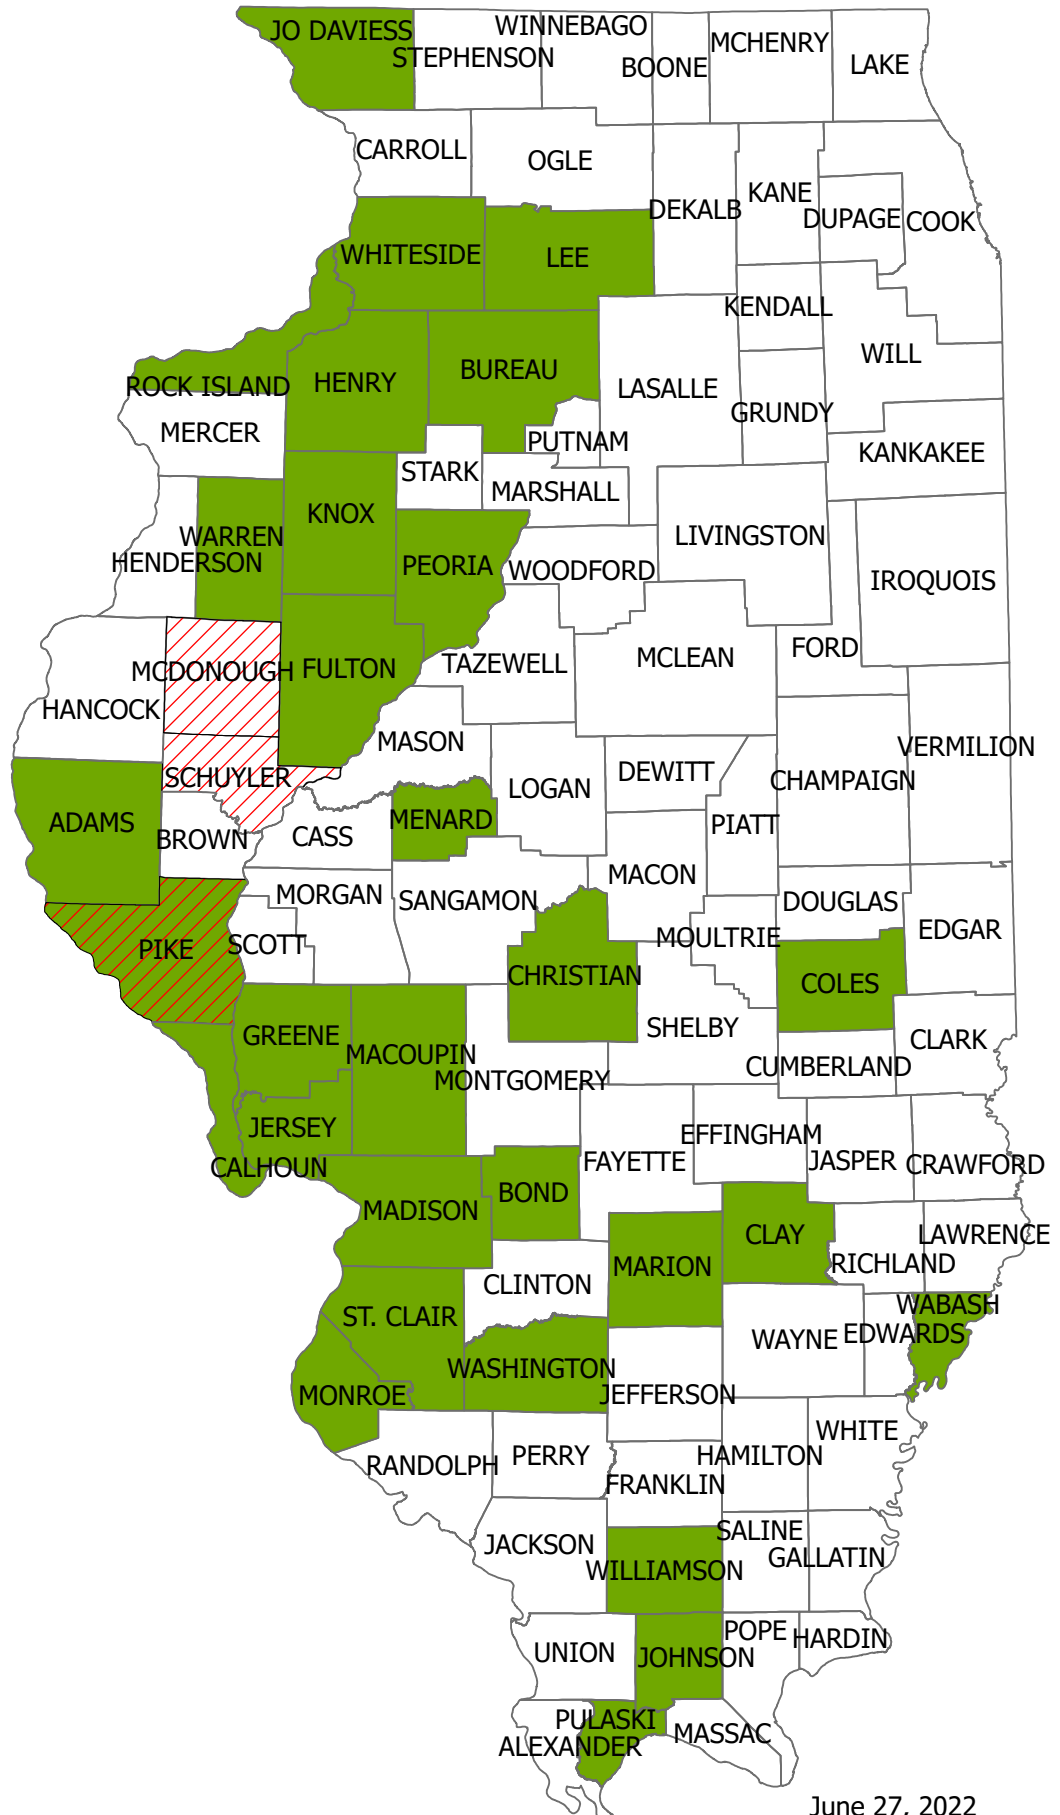 JO DAVIESS
STEPHENSON
WINNEBAGO
BOONE
MCHENRY
LAKE
CARROLL
OGLE
DEKALB
KANE
DUPAGE
COOK
WHITESIDE
LEE
KENDALL
WILL
ROCK ISLAND
HENRY
BUREAU
LASALLE
GRUNDY
MERCER
PUTNAM
KANKAKEE
STARK
MARSHALL
KNOX
WARREN
HENDERSON
PEORIA
WOODFORD
LIVINGSTON
IROQUOIS
MCDONOUGH
FULTON
TAZEWELL
MCLEAN
FORD
HANCOCK
MASON
VERMILION
SCHUYLER
LOGAN
DEWITT
CHAMPAIGN
ADAMS
BROWN
CASS
MENARD
PIATT
MORGAN
SANGAMON
MACON
DOUGLAS
EDGAR
PIKE
SCOTT
MOULTRIE
CHRISTIAN
COLES
GREENE
MACOUPIN
MONTGOMERY
SHELBY
CUMBERLAND
CLARK
JERSEY
CALHOUN
FAYETTE
EFFINGHAM
JASPER
CRAWFORD
MADISON
BOND
MARION
CLAY
RICHLAND
LAWRENCE
CLINTON
ST. CLAIR
WASHINGTON
WAYNE
EDWARDS
WABASH
MONROE
JEFFERSON
RANDOLPH
PERRY
FRANKLIN
HAMILTON
WHITE
JACKSON
WILLIAMSON
SALINE
GALLATIN
UNION
JOHNSON
POPE
HARDIN
PULASKI
ALEXANDER
MASSAC
June 27, 2022